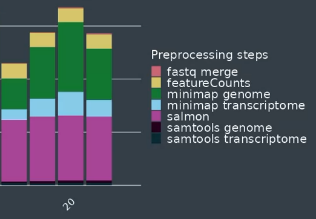 Preprocessing steps
fastq merge
featureCounts
minimap genome
minimap transcriptome
salmon
samtools genome
samtools transcriptome
20